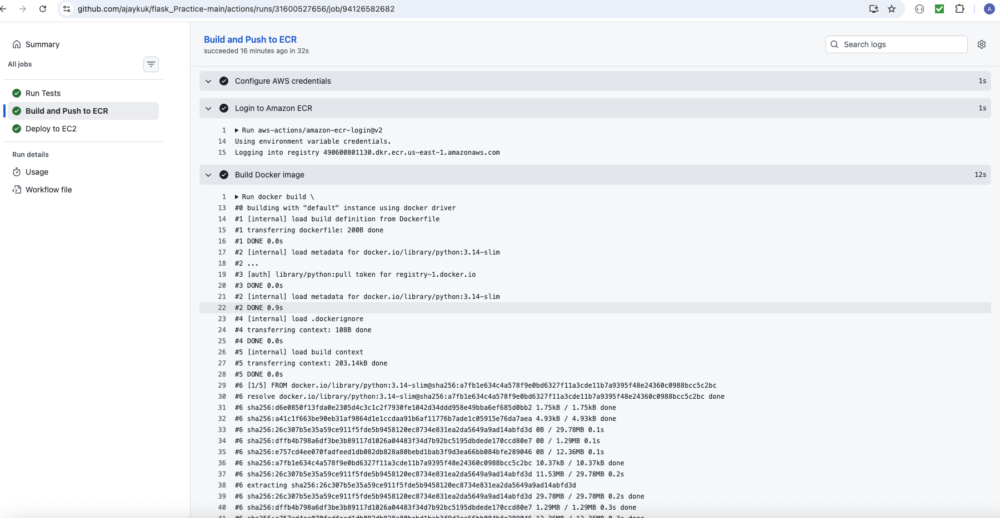 github.com/ajaykuk/flask_Practice-main/actions/runs/31600527656/job/94126582682
A
Summary
All jobs
Run Tests
Build and Push to ECR
Deploy to EC2
Run details
Usage
Workflow file
Build and Push to ECR
succeeded 16 minutes ago in 32s
Search logs
Configure AWS credentials 1s
Login to Amazon ECR 1s
1 ▶ Run aws-actions/amazon-ecr-login@v2
14 Using environment variable credentials.
15 Logging into registry 490600801130.dkr.ecr.us-east-1.amazonaws.com
Build Docker image 12s
1 ▶ Run docker build \
13 #0 building with "default" instance using docker driver
14 #1 [internal] load build definition from Dockerfile
15 #1 transferring dockerfile: 200B done
16 #1 DONE 0.0s
17 #2 [internal] load metadata for docker.io/library/python:3.14-slim
18 #2 ...
19 #3 [auth] library/python:pull token for registry-1.docker.io
20 #3 DONE 0.0s
21 #2 [internal] load metadata for docker.io/library/python:3.14-slim
22 #2 DONE 0.9s
23 #4 [internal] load .dockerignore
24 #4 transferring context: 108B done
25 #4 DONE 0.0s
26 #5 [internal] load build context
27 #5 transferring context: 203.14kB done
28 #5 DONE 0.0s
29 #6 [1/5] FROM docker.io/library/python:3.14-slim@sha256:a7fb1e634c4a578f9e0bd6327f11a3cde11b7a9395f48e24360c0988bcc5c2bc
30 #6 resolve docker.io/library/python:3.14-slim@sha256:a7fb1e634c4a578f9e0bd6327f11a3cde11b7a9395f48e24360c0988bcc5c2bc done
31 #6 sha256:d6e0850f13fda0e2305d4c3c1c2f7930fe1042d34ddd958e49bba6ef685d0bb2 1.75kB / 1.75kB done
32 #6 sha256:a41c1f663be90eb31af9864d1e1ccdaa91b6af11776b7ade1c05915e76da7aea 4.93kB / 4.93kB done
33 #6 sha256:26c307b5e35a59ce911f5fde5b9458120ec8734e831ea2da5649a9ad14abfd3d 0B / 29.78MB 0.1s
34 #6 sha256:dffb4b798a6df3be3b89117d1026a04483f34d7b92bc5195dbdede170ccd80e7 0B / 1.29MB 0.1s
35 #6 sha256:e757cd4ee070fadfeed1db082db828a80bebd1bab3f9d3ea66bb084bfe289046 0B / 12.36MB 0.1s
36 #6 sha256:a7fb1e634c4a578f9e0bd6327f11a3cde11b7a9395f48e24360c0988bcc5c2bc 10.37kB / 10.37kB done
37 #6 sha256:26c307b5e35a59ce911f5fde5b9458120ec8734e831ea2da5649a9ad14abfd3d 11.53MB / 29.78MB 0.2s
38 #6 extracting sha256:26c307b5e35a59ce911f5fde5b9458120ec8734e831ea2da5649a9ad14abfd3d
39 #6 sha256:26c307b5e35a59ce911f5fde5b9458120ec8734e831ea2da5649a9ad14abfd3d 29.78MB / 29.78MB 0.2s done
40 #6 sha256:dffb4b798a6df3be3b89117d1026a04483f34d7b92bc5195dbdede170ccd80e7 1.29MB / 1.29MB 0.3s done
41 #6 sha256:e757cd4ee070fadfeed1db082db828a80bebd1bab3f9d3ea66bb084bfe289046 12.36MB / 12.36MB 0.3s done